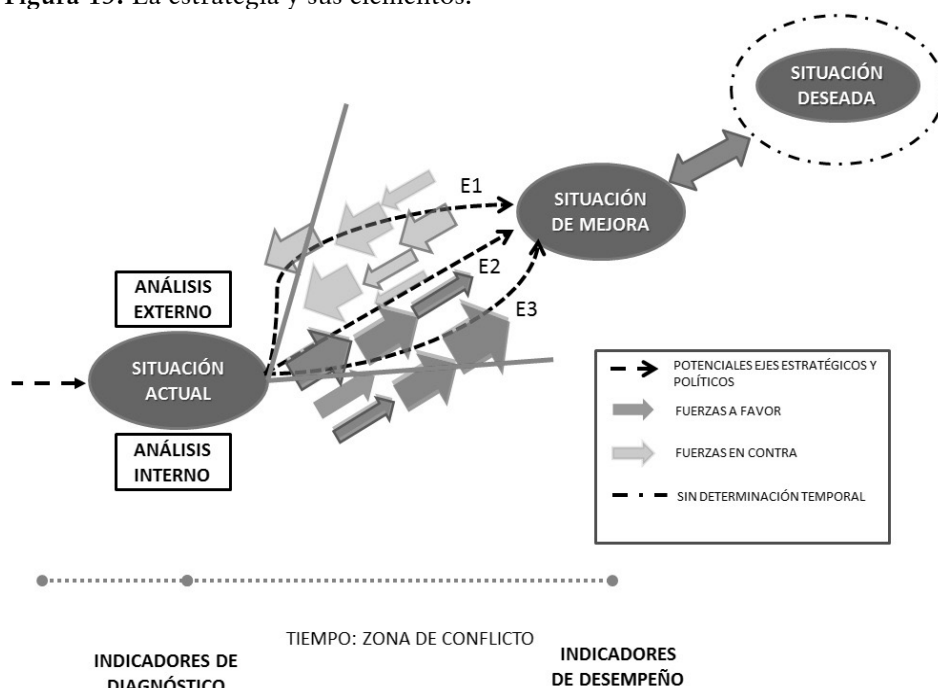 Figura 15. La estrategia y sus elementos.
SITUACIÓN
DESEADA
E1
SITUACIÓN
DE MEJORA
E2
ANÁLISIS
EXTERNO
E3
SITUACIÓN
ACTUAL
ANÁLISIS
INTERNO
POTENCIALES EJES ESTRATÉGICOS Y
POLÍTICOS
FUERZAS A FAVOR
FUERZAS EN CONTRA
SIN DETERMINACIÓN TEMPORAL
TIEMPO: ZONA DE CONFLICTO
INDICADORES DE
DIAGNÓSTICO
INDICADORES
DE DESEMPEÑO